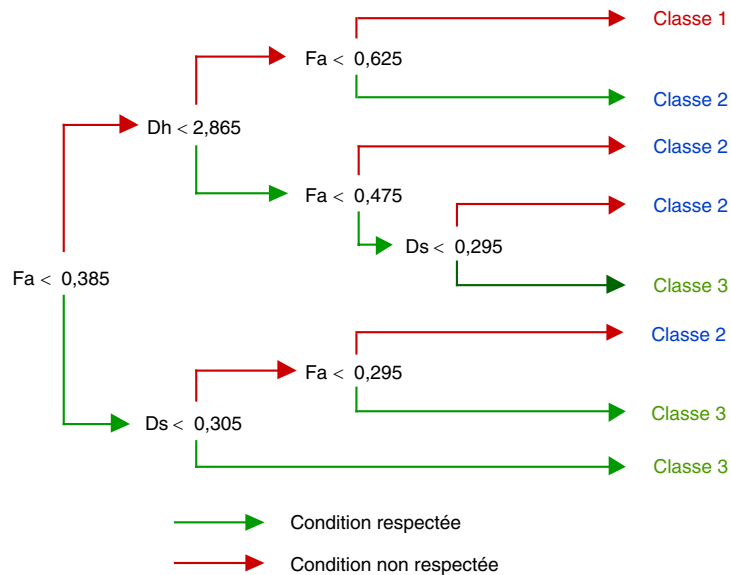 Classe 1
Fa < 0,625
Classe 2
Dh < 2,865
Classe 2
Fa < 0,475
Classe 2
Ds < 0,295
Fa < 0,385
Classe 3
Classe 2
Fa < 0,295
Classe 3
Ds < 0,305
Classe 3
Condition respectée
Condition non respectée